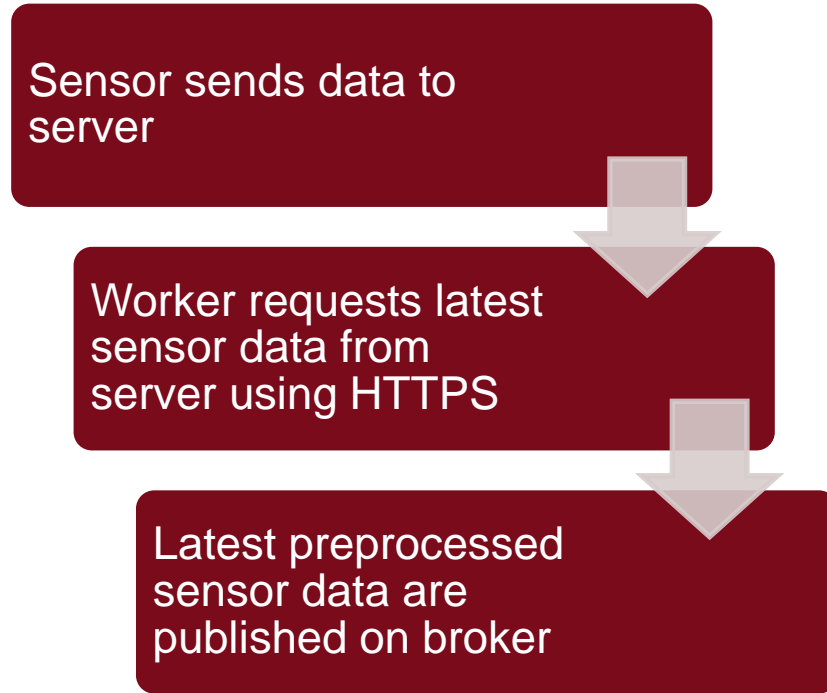 Sensor sends data to
server
Worker requests latest
sensor data from
server using HTTPS
Latest preprocessed
sensor data are
published on broker